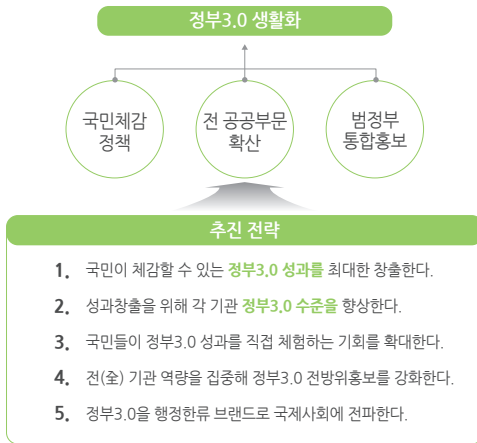 정부3.0 생활화
국민체감
정책
전 공공부문
확산
범정부
통합홍보
추진 전략
1. 국민이 체감할 수 있는 정부3.0 성과를 최대한 창출한다.
2. 성과창출을 위해 각 기관 정부3.0 수준을 향상한다.
3. 국민들이 정부3.0 성과를 직접 체험하는 기회를 확대한다.
4. 전(全) 기관 역량을 집중해 정부3.0 전방위홍보를 강화한다.
5. 정부3.0을 행정한류 브랜드로 국제사회에 전파한다.